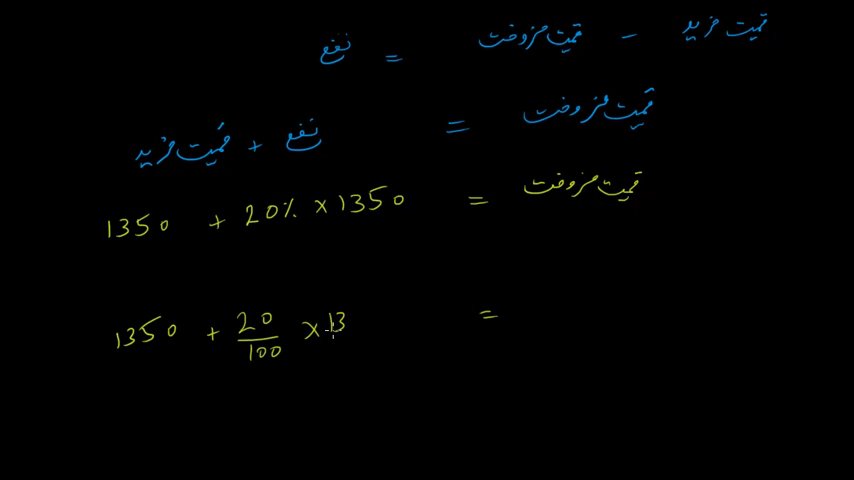 قیمت خرید - قیمت فروخت = نفع
قیمت فروخت = نفع + قیمت خرید
1350 + 20% × 1350 = قیمت فروخت
1350 + 20/100 × 13 =